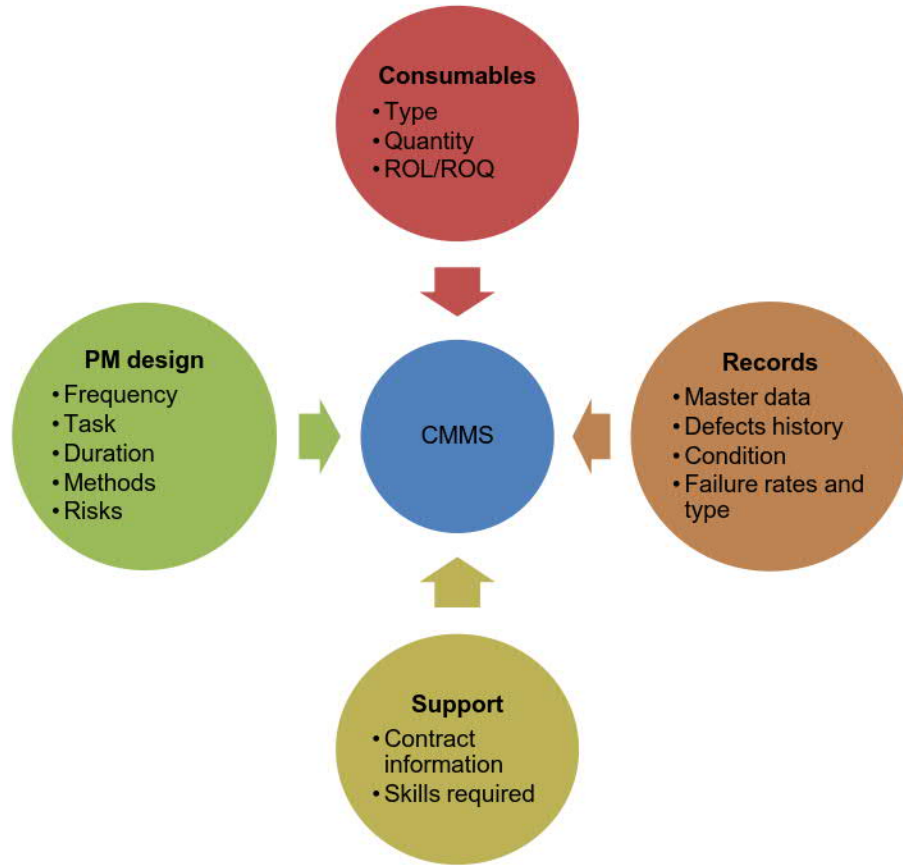 Consumables
• Type
• Quantity
• ROL/ROQ
PM design
• Frequency
• Task
• Duration
• Methods
• Risks
CMMS
Records
• Master data
• Defects history
• Condition
• Failure rates and
type
Support
• Contract
information
• Skills required